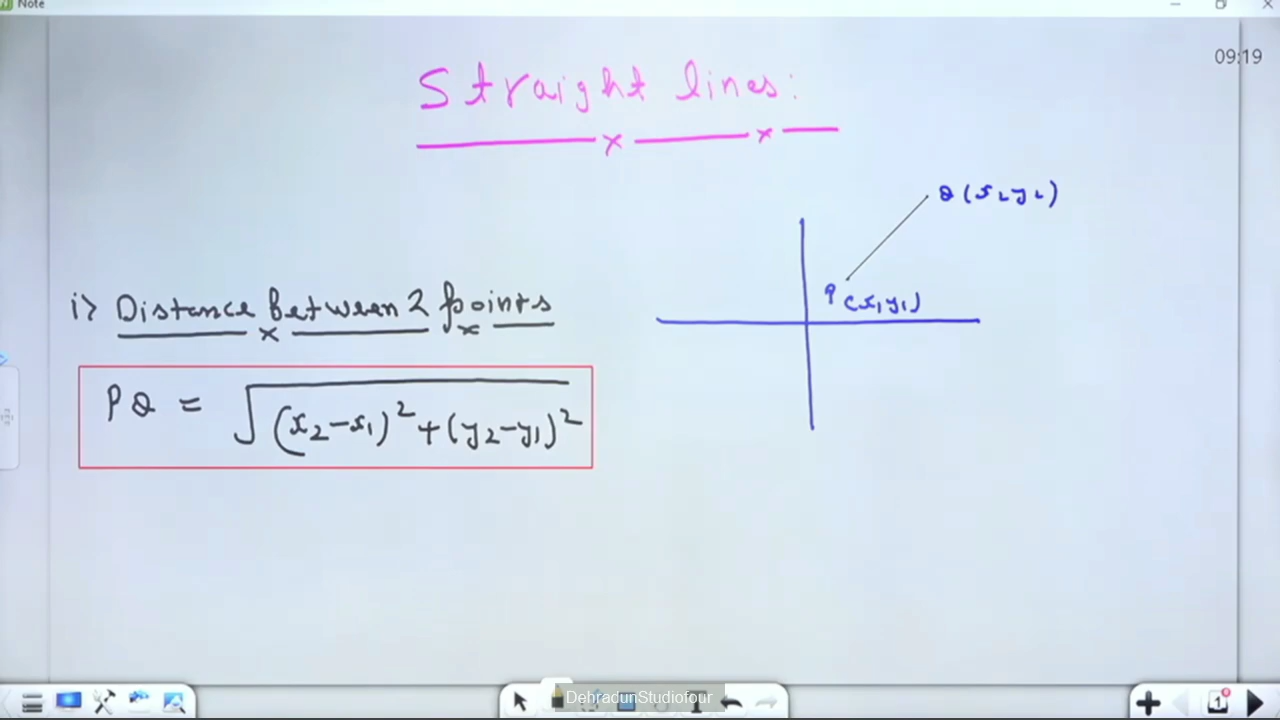 Note
09:19
Straight lines:
Q (x₂ y₂)
P (x₁ y₁)
i) Distance between 2 points
PQ = √(x₂-x₁)² + (y₂-y₁)²
DehradunStudiofour
1